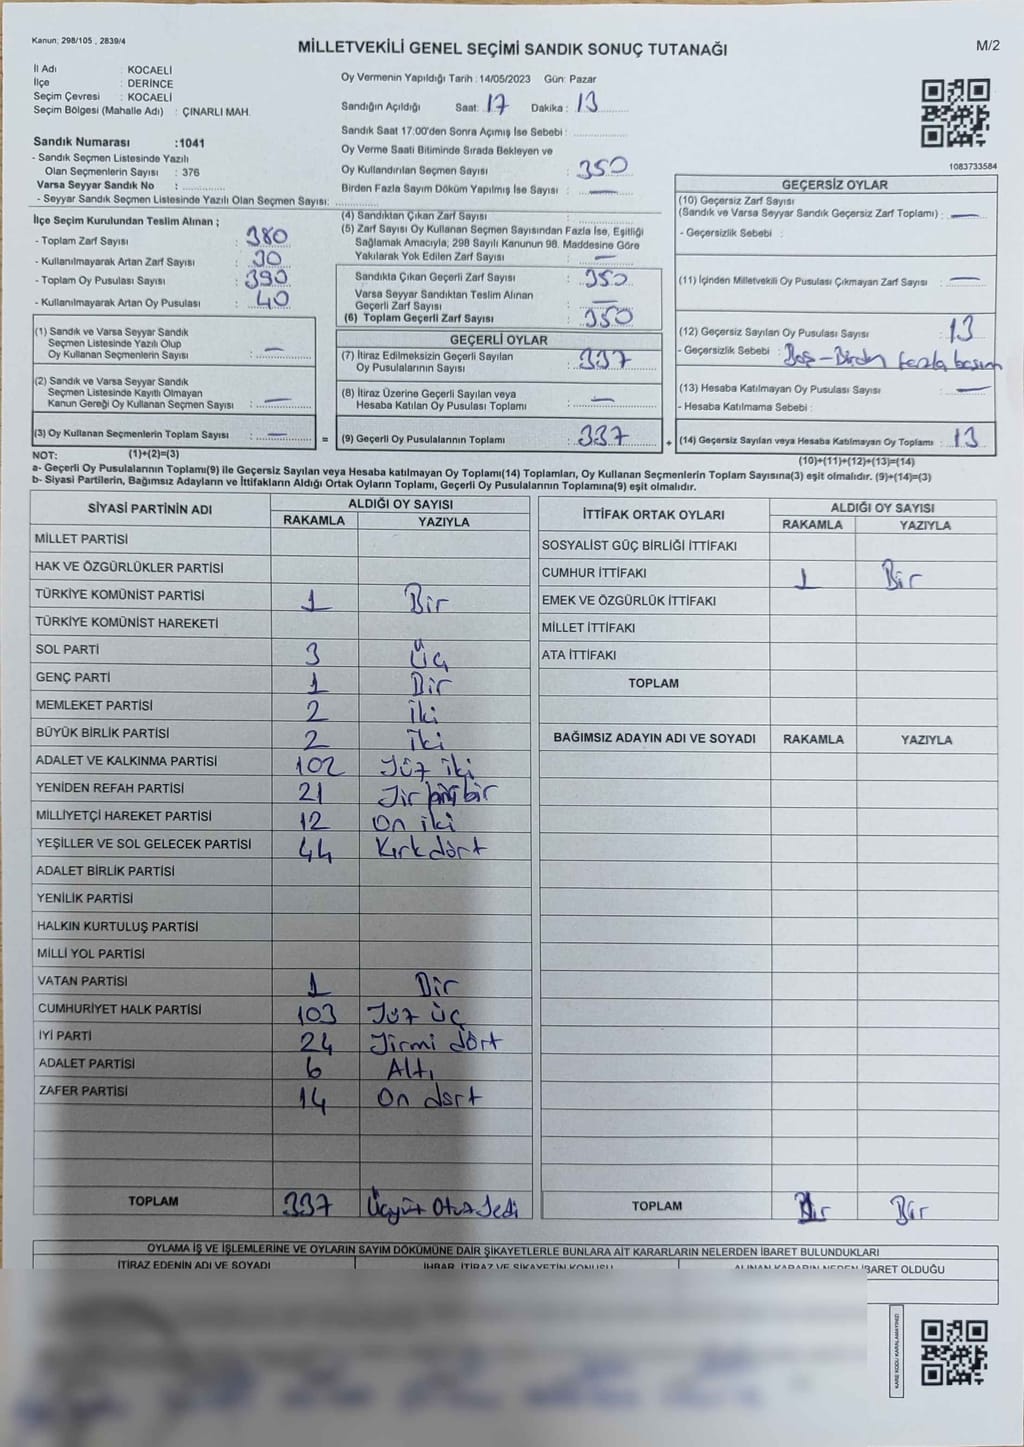 Kanun; 298/105 , 2839/4
MİLLETVEKİLİ GENEL SEÇİMİ SANDIK SONUÇ TUTANAĞI
M/2
İl Adı : KOCAELİ
İlçe : DERİNCE
Seçim Çevresi : KOCAELİ
Seçim Bölgesi (Mahalle Adı) : ÇINARLI MAH.
Sandık Numarası :1041
- Sandık Seçmen Listesinde Yazılı
Olan Seçmenlerin Sayısı : 376
Varsa Seyyar Sandık No :
- Seyyar Sandık Seçmen Listesinde Yazılı Olan Seçmen Sayısı:
Oy Vermenin Yapıldığı Tarih : 14/05/2023 Gün: Pazar
Sandığın Açıldığı Saat: 17 Dakika : 13
Sandık Saat 17:00'den Sonra Açımış İse Sebebi :
Oy Verme Saati Bitiminde Sırada Bekleyen ve
Oy Kullandırılan Seçmen Sayısı : 350
Birden Fazla Sayım Döküm Yapılmış İse Sayısı : —
1083733584
İlçe Seçim Kurulundan Teslim Alınan ;
- Toplam Zarf Sayısı : 380
- Kullanılmayarak Artan Zarf Sayısı : 30
- Toplam Oy Pusulası Sayısı : 390
- Kullanılmayarak Artan Oy Pusulası : 40
(1) Sandık ve Varsa Seyyar Sandık
Seçmen Listesinde Yazılı Olup
Oy Kullanan Seçmenlerin Sayısı : —
(2) Sandık ve Varsa Seyyar Sandık
Seçmen Listesinde Kayıtlı Olmayan
Kanun Gereği Oy Kullanan Seçmen Sayısı : —
(3) Oy Kullanan Seçmenlerin Toplam Sayısı : —
(1)+(2)=(3)
(4) Sandıktan Çıkan Zarf Sayısı :
(5) Zarf Sayısı Oy Kullanan Seçmen Sayısından Fazla İse, Eşitliği
Sağlamak Amacıyla, 298 Sayılı Kanunun 98. Maddesine Göre
Yakılarak Yok Edilen Zarf Sayısı : —
Sandıkta Çıkan Geçerli Zarf Sayısı : 350
Varsa Seyyar Sandıktan Teslim Alınan
Geçerli Zarf Sayısı : —
(6) Toplam Geçerli Zarf Sayısı : 350
GEÇERLİ OYLAR
(7) İtiraz Edilmeksizin Geçerli Sayılan
Oy Pusulalarının Sayısı : 337
(8) İtiraz Üzerine Geçerli Sayılan veya
Hesaba Katılan Oy Pusulası Toplamı : —
= (9) Geçerli Oy Pusulalarının Toplamı : 337 +
GEÇERSİZ OYLAR
(10) Geçersiz Zarf Sayısı
(Sandık ve Varsa Seyyar Sandık Geçersiz Zarf Toplamı) : —
- Geçersizlik Sebebi :
(11) İçinden Milletvekili Oy Pusulası Çıkmayan Zarf Sayısı : —
(12) Geçersiz Sayılan Oy Pusulası Sayısı : 13
- Geçersizlik Sebebi : Boş - Birden fazla basım
(13) Hesaba Katılmayan Oy Pusulası Sayısı : —
- Hesaba Katılmama Sebebi :
(14) Geçersiz Sayılan veya Hesaba Katılmayan Oy Toplamı : 13
(10)+(11)+(12)+(13)=(14)
NOT:
a- Geçerli Oy Pusulalarının Toplamı(9) ile Geçersiz Sayılan veya Hesaba katılmayan Oy Toplamı(14) Toplamları, Oy Kullanan Seçmenlerin Toplam Sayısına(3) eşit olmalıdır. (9)+(14)=(3)
b- Siyasi Partilerin, Bağımsız Adayların ve İttifakların Aldığı Ortak Oyların Toplamı, Geçerli Oy Pusulalarının Toplamına(9) eşit olmalıdır.
SİYASİ PARTİNİN ADI ALDIĞI OY SAYISI
RAKAMLA YAZIYLA
MİLLET PARTİSİ
HAK VE ÖZGÜRLÜKLER PARTİSİ
TÜRKİYE KOMÜNİST PARTİSİ 1 Bir
TÜRKİYE KOMÜNİST HAREKETİ
SOL PARTİ 3 Üç
GENÇ PARTİ 1 Bir
MEMLEKET PARTİSİ 2 İki
BÜYÜK BİRLİK PARTİSİ 2 İki
ADALET VE KALKINMA PARTİSİ 102 Yüz iki
YENİDEN REFAH PARTİSİ 21
MİLLİYETÇİ HAREKET PARTİSİ 12 On iki
YEŞİLLER VE SOL GELECEK PARTİSİ 44 Kırk dört
ADALET BİRLİK PARTİSİ
YENİLİK PARTİSİ
HALKIN KURTULUŞ PARTİSİ
MİLLİ YOL PARTİSİ
VATAN PARTİSİ 1 Bir
CUMHURİYET HALK PARTİSİ 103 Yüz üç
İYİ PARTİ 24 Yirmi dört
ADALET PARTİSİ 6 Altı
ZAFER PARTİSİ 14 On dört
TOPLAM 337 Üçyüz Otuz Yedi
İTTİFAK ORTAK OYLARI ALDIĞI OY SAYISI
RAKAMLA YAZIYLA
SOSYALİST GÜÇ BİRLİĞİ İTTİFAKI
CUMHUR İTTİFAKI 1 Bir
EMEK VE ÖZGÜRLÜK İTTİFAKI
MİLLET İTTİFAKI
ATA İTTİFAKI
TOPLAM
BAĞIMSIZ ADAYIN ADI VE SOYADI RAKAMLA YAZIYLA
TOPLAM Bir
OYLAMA İŞ VE İŞLEMLERİNE VE OYLARIN SAYIM DÖKÜMÜNE DAİR ŞİKAYETLERLE BUNLARA AİT KARARLARIN NELERDEN İBARET BULUNDUKLARI
İTİRAZ EDENİN ADI VE SOYADI İHBAR, İTİRAZ VE ŞİKAYETİN KONUSU ALINAN KARARIN NEDEN İBARET OLDUĞU
KARE KODU KARALAMAYINIZ!